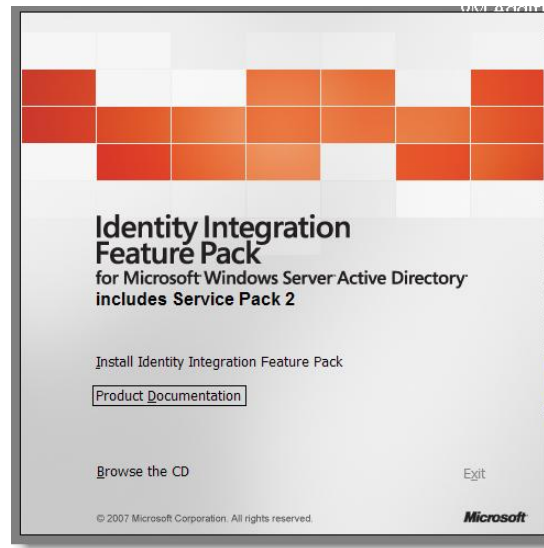 Identity Integration
Feature Pack
for Microsoft Windows Server Active Directory
includes Service Pack 2
Install Identity Integration Feature Pack
Product Documentation
Browse the CD
Exit
© 2007 Microsoft Corporation. All rights reserved.
Microsoft